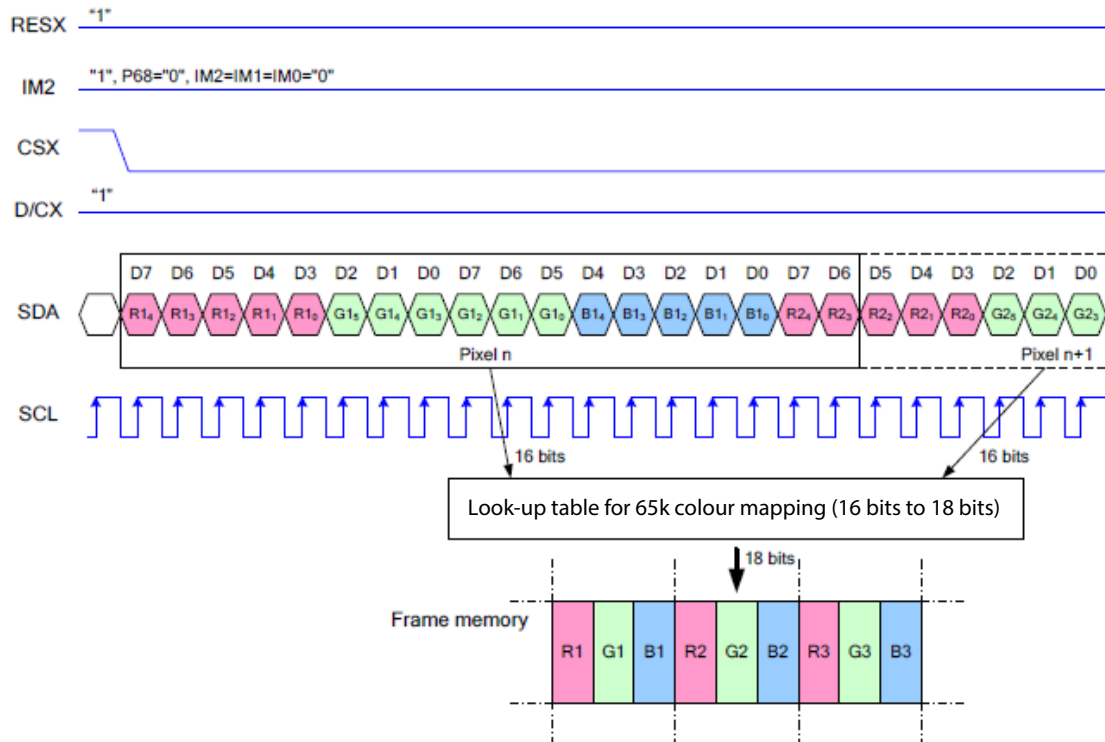 RESX "1"
IM2 "1", P68="0", IM2=IM1=IM0="0"
CSX
D/CX "1"
D7 D6 D5 D4 D3 D2 D1 D0 D7 D6 D5 D4 D3 D2 D1 D0 D7 D6 D5 D4 D3 D2 D1 D0
SDA R1₄ R1₃ R1₂ R1₁ R1₀ G1₅ G1₄ G1₃ G1₂ G1₁ G1₀ B1₄ B1₃ B1₂ B1₁ B1₀ R2₄ R2₃ R2₂ R2₁ R2₀ G2₅ G2₄ G2₃
Pixel n Pixel n+1
SCL
16 bits 16 bits
Look-up table for 65k colour mapping (16 bits to 18 bits)
18 bits
Frame memory
R1 G1 B1 R2 G2 B2 R3 G3 B3